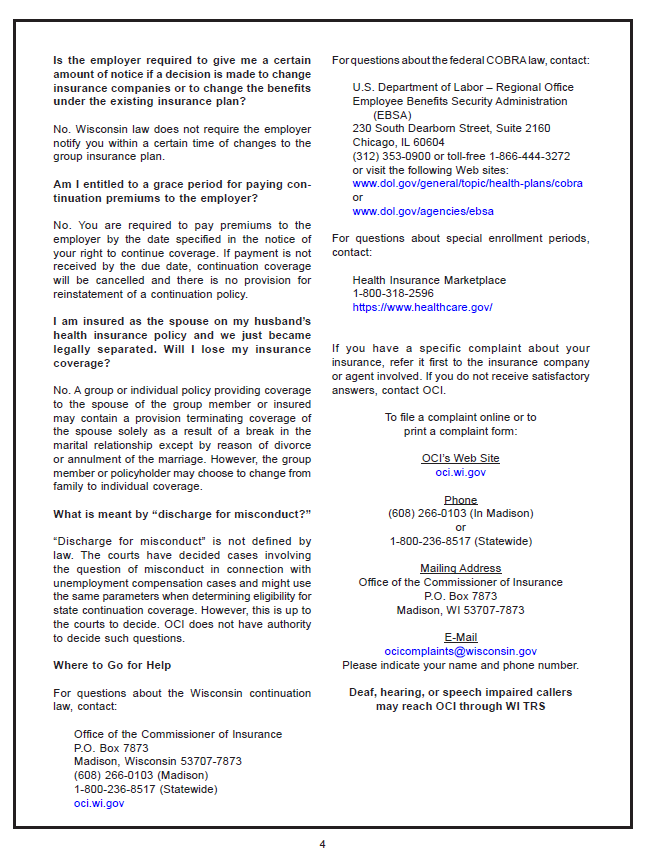 Is the employer required to give me a certain
amount of notice if a decision is made to change
insurance companies or to change the benefits
under the existing insurance plan?
No. Wisconsin law does not require the employer
notify you within a certain time of changes to the
group insurance plan.
Am I entitled to a grace period for paying con-
tinuation premiums to the employer?
No. You are required to pay premiums to the
employer by the date specified in the notice of
your right to continue coverage. If payment is not
received by the due date, continuation coverage
will be cancelled and there is no provision for
reinstatement of a continuation policy.
I am insured as the spouse on my husband's
health insurance policy and we just became
legally separated. Will I lose my insurance
coverage?
No. A group or individual policy providing coverage
to the spouse of the group member or insured
may contain a provision terminating coverage of
the spouse solely as a result of a break in the
marital relationship except by reason of divorce
or annulment of the marriage. However, the group
member or policyholder may choose to change from
family to individual coverage.
What is meant by “discharge for misconduct?”
“Discharge for misconduct” is not defined by
law. The courts have decided cases involving
the question of misconduct in connection with
unemployment compensation cases and might use
the same parameters when determining eligibility for
state continuation coverage. However, this is up to
the courts to decide. OCI does not have authority
to decide such questions.
Where to Go for Help
For questions about the Wisconsin continuation
law, contact:
Office of the Commissioner of Insurance
P.O. Box 7873
Madison, Wisconsin 53707-7873
(608) 266-0103 (Madison)
1-800-236-8517 (Statewide)
oci.wi.gov
For questions about the federal COBRA law, contact:
U.S. Department of Labor – Regional Office
Employee Benefits Security Administration
(EBSA)
230 South Dearborn Street, Suite 2160
Chicago, IL 60604
(312) 353-0900 or toll-free 1-866-444-3272
or visit the following Web sites:
www.dol.gov/general/topic/health-plans/cobra
or
www.dol.gov/agencies/ebsa
For questions about special enrollment periods,
contact:
Health Insurance Marketplace
1-800-318-2596
https://www.healthcare.gov/
If you have a specific complaint about your
insurance, refer it first to the insurance company
or agent involved. If you do not receive satisfactory
answers, contact OCI.
To file a complaint online or to
print a complaint form:
OCI's Web Site
oci.wi.gov
Phone
(608) 266-0103 (In Madison)
or
1-800-236-8517 (Statewide)
Mailing Address
Office of the Commissioner of Insurance
P.O. Box 7873
Madison, WI 53707-7873
E-Mail
ocicomplaints@wisconsin.gov
Please indicate your name and phone number.
Deaf, hearing, or speech impaired callers
may reach OCI through WI TRS
4